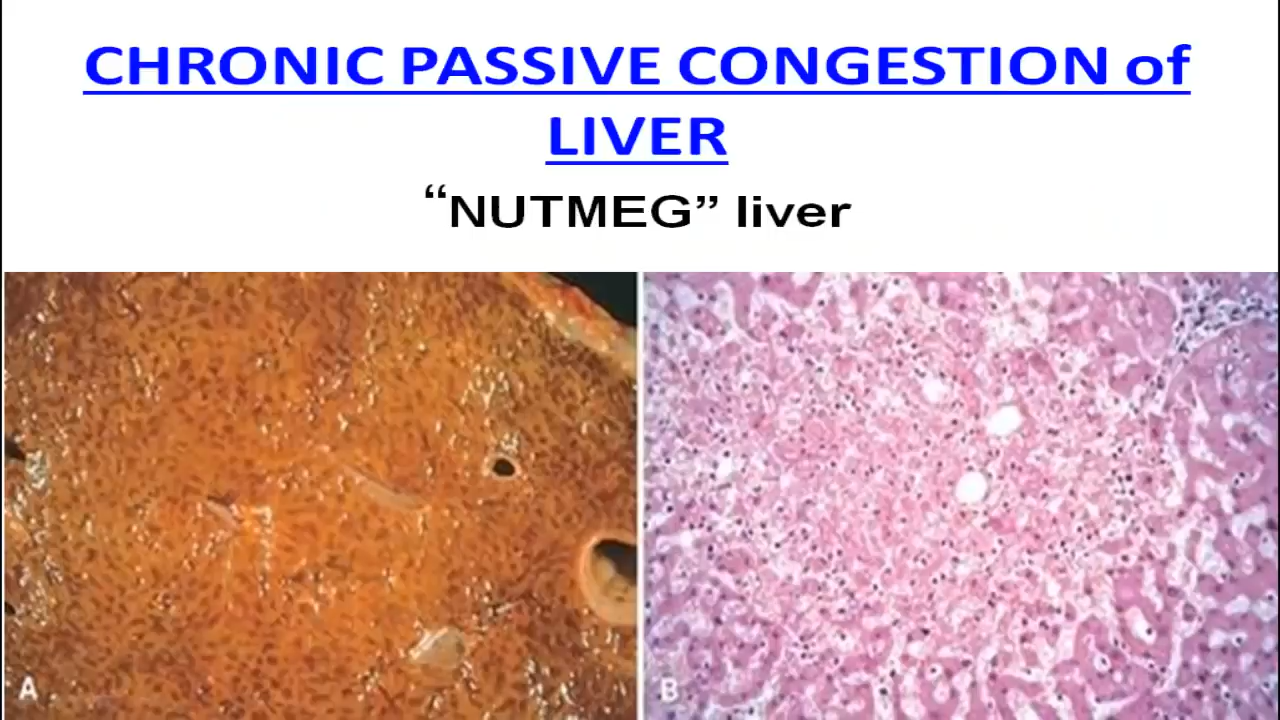 CHRONIC PASSIVE CONGESTION of
LIVER
“NUTMEG” liver
A
B